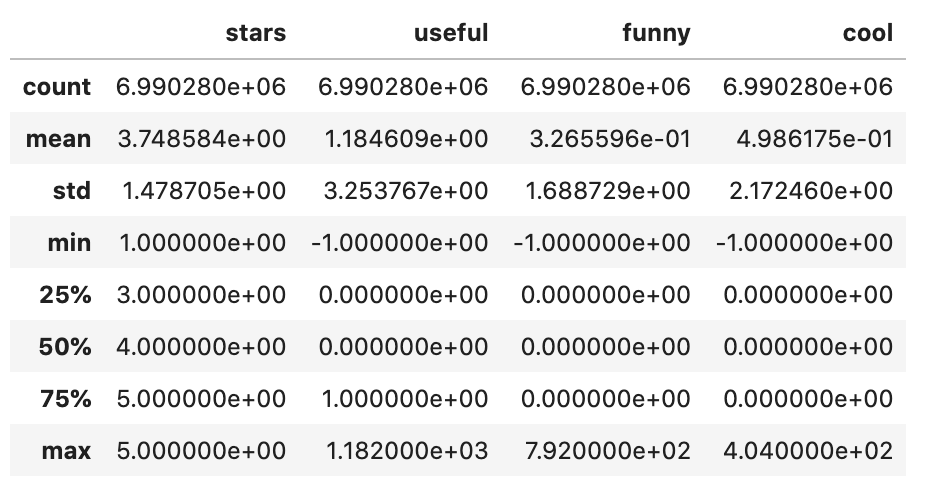 stars useful funny cool
count 6.990280e+06 6.990280e+06 6.990280e+06 6.990280e+06
mean 3.748584e+00 1.184609e+00 3.265596e-01 4.986175e-01
std 1.478705e+00 3.253767e+00 1.688729e+00 2.172460e+00
min 1.000000e+00 -1.000000e+00 -1.000000e+00 -1.000000e+00
25% 3.000000e+00 0.000000e+00 0.000000e+00 0.000000e+00
50% 4.000000e+00 0.000000e+00 0.000000e+00 0.000000e+00
75% 5.000000e+00 1.000000e+00 0.000000e+00 0.000000e+00
max 5.000000e+00 1.182000e+03 7.920000e+02 4.040000e+02